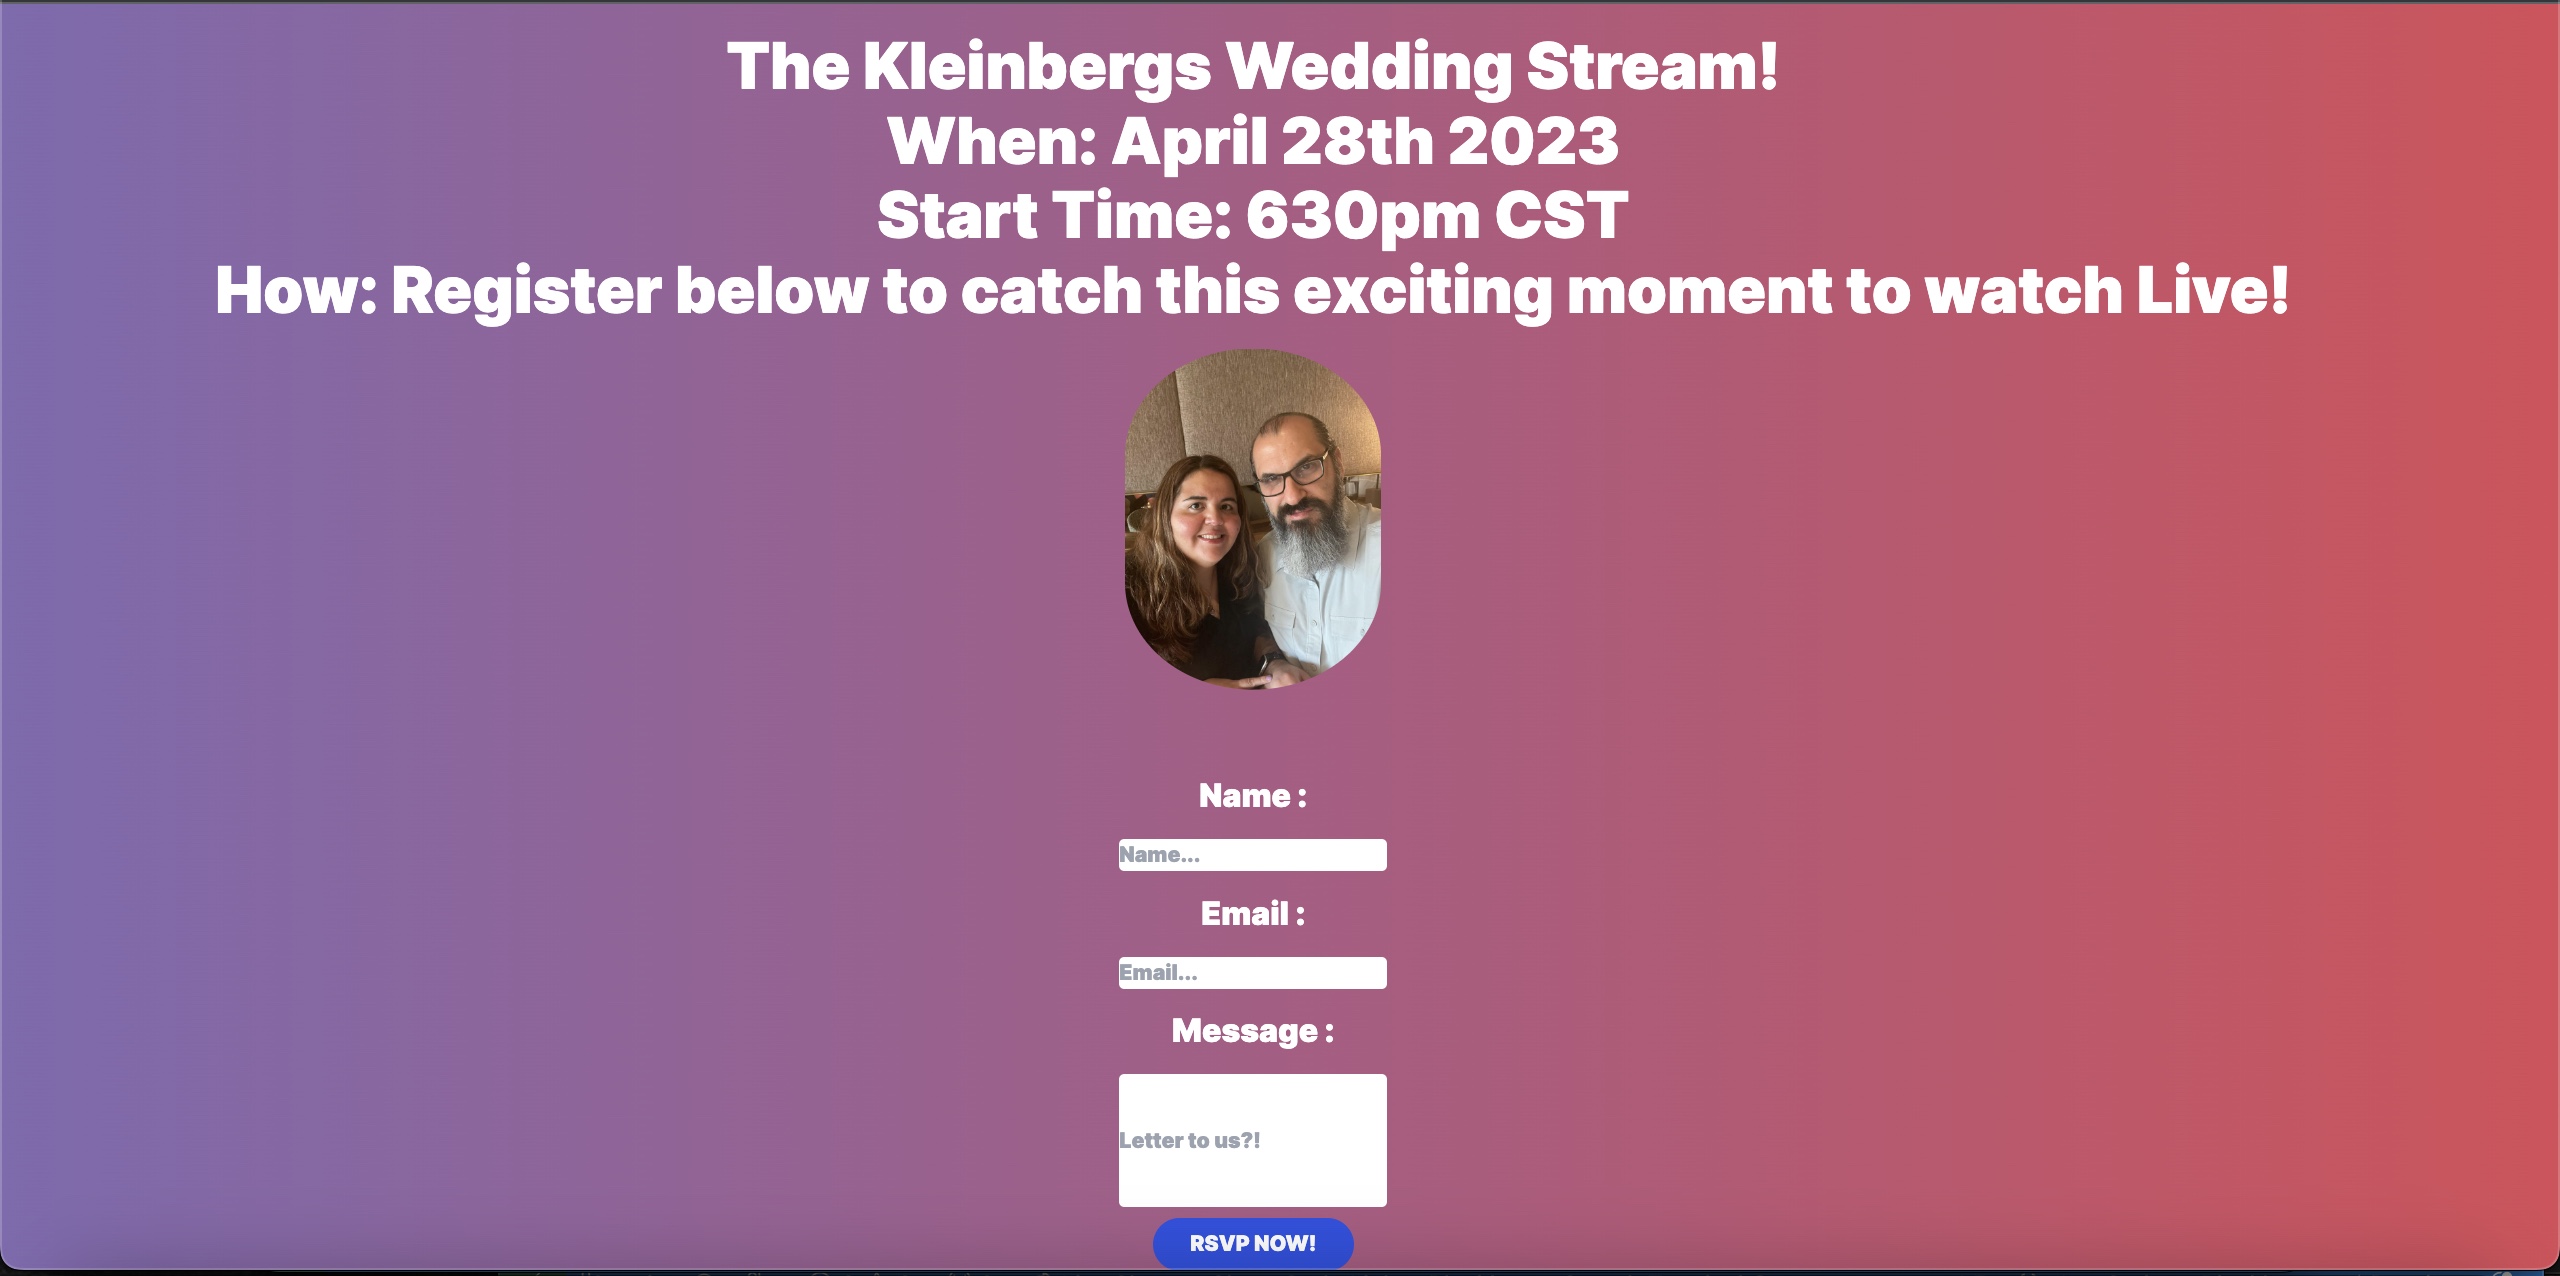 The Kleinbergs Wedding Stream!
When: April 28th 2023
Start Time: 630pm CST
How: Register below to catch this exciting moment to watch Live!
Name :
Name...
Email :
Email...
Message :
Letter to us?!
RSVP NOW!